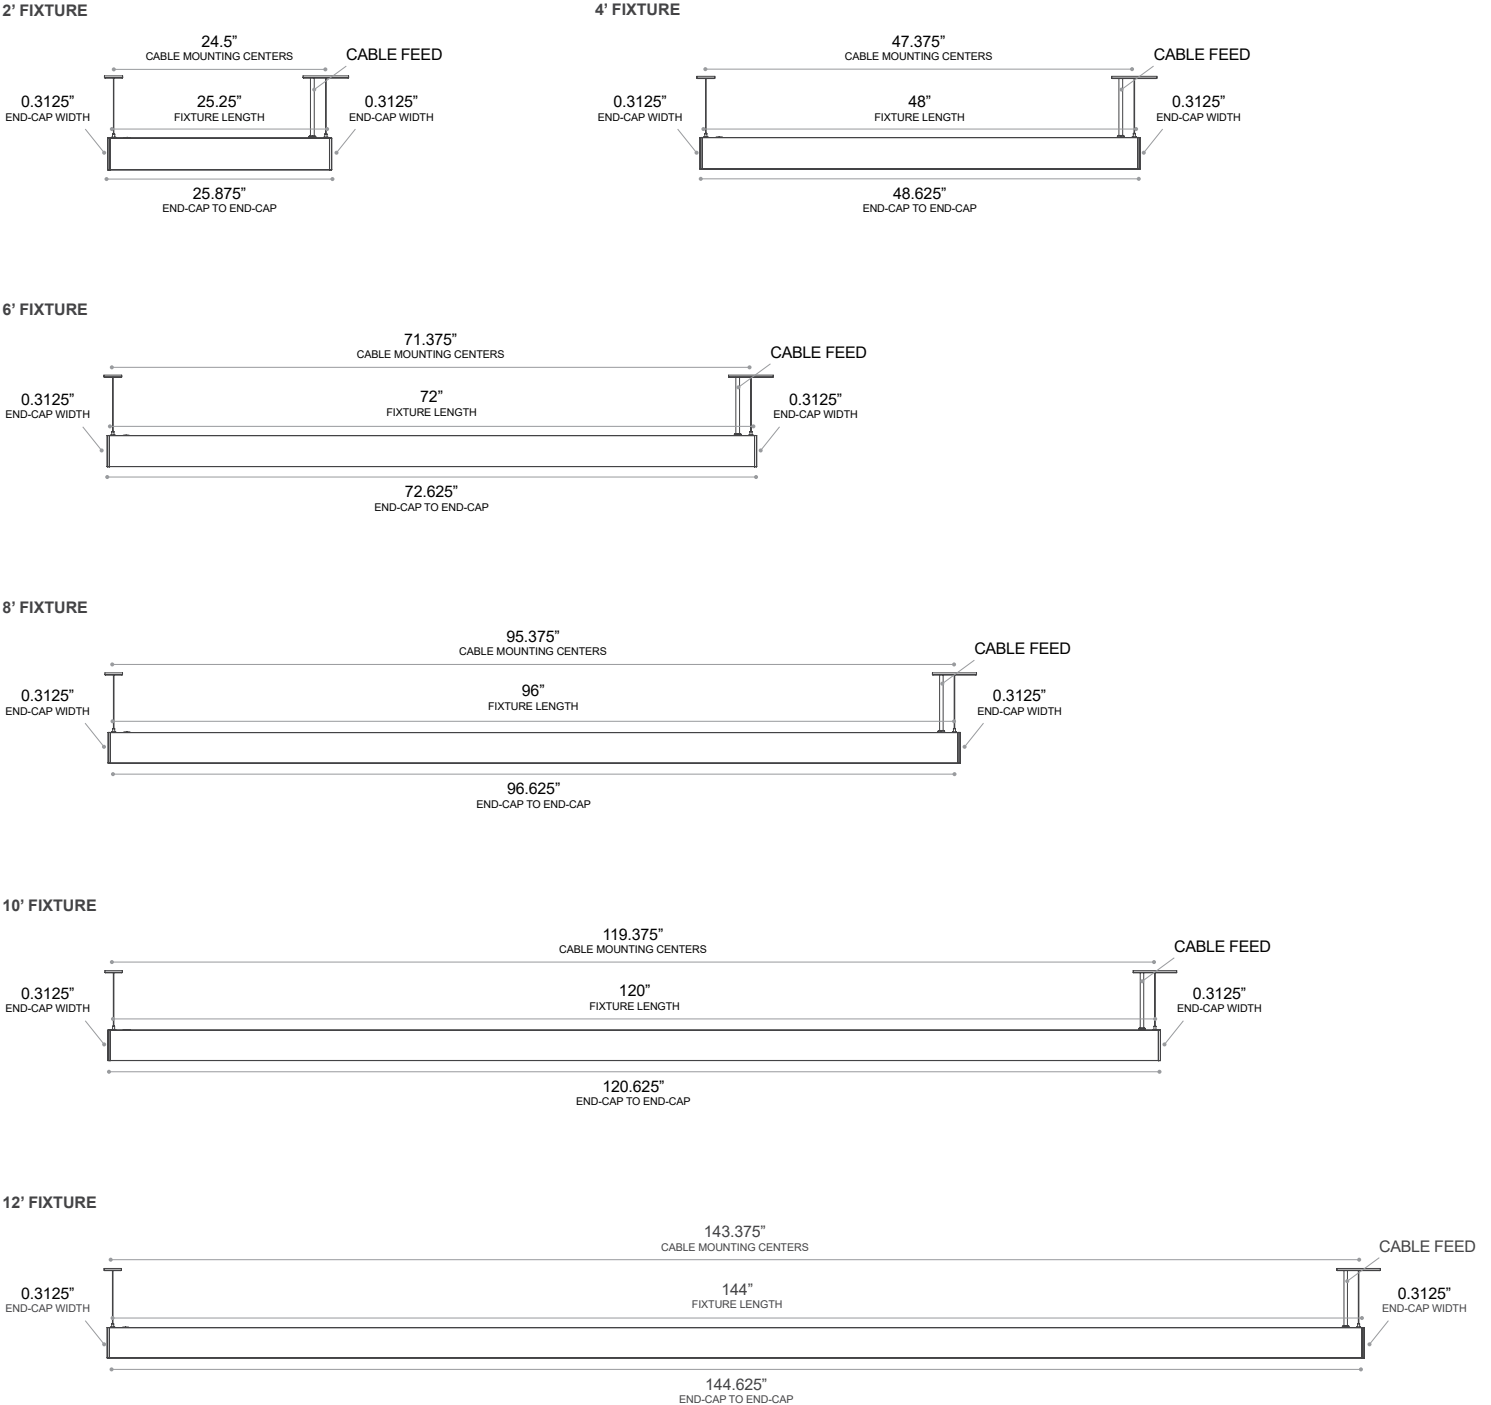 2’ FIXTURE
24.5”
CABLE MOUNTING CENTERS
CABLE FEED
0.3125”
END-CAP WIDTH
25.25”
FIXTURE LENGTH
0.3125”
END-CAP WIDTH
25.875”
END-CAP TO END-CAP
4’ FIXTURE
47.375”
CABLE MOUNTING CENTERS
CABLE FEED
0.3125”
END-CAP WIDTH
48”
FIXTURE LENGTH
0.3125”
END-CAP WIDTH
48.625”
END-CAP TO END-CAP
6’ FIXTURE
71.375”
CABLE MOUNTING CENTERS
CABLE FEED
0.3125”
END-CAP WIDTH
72”
FIXTURE LENGTH
0.3125”
END-CAP WIDTH
72.625”
END-CAP TO END-CAP
8’ FIXTURE
95.375”
CABLE MOUNTING CENTERS
CABLE FEED
0.3125”
END-CAP WIDTH
96”
FIXTURE LENGTH
0.3125”
END-CAP WIDTH
96.625”
END-CAP TO END-CAP
10’ FIXTURE
119.375”
CABLE MOUNTING CENTERS
CABLE FEED
0.3125”
END-CAP WIDTH
120”
FIXTURE LENGTH
0.3125”
END-CAP WIDTH
120.625”
END-CAP TO END-CAP
12’ FIXTURE
143.375”
CABLE MOUNTING CENTERS
CABLE FEED
0.3125”
END-CAP WIDTH
144”
FIXTURE LENGTH
0.3125”
END-CAP WIDTH
144.625”
END-CAP TO END-CAP